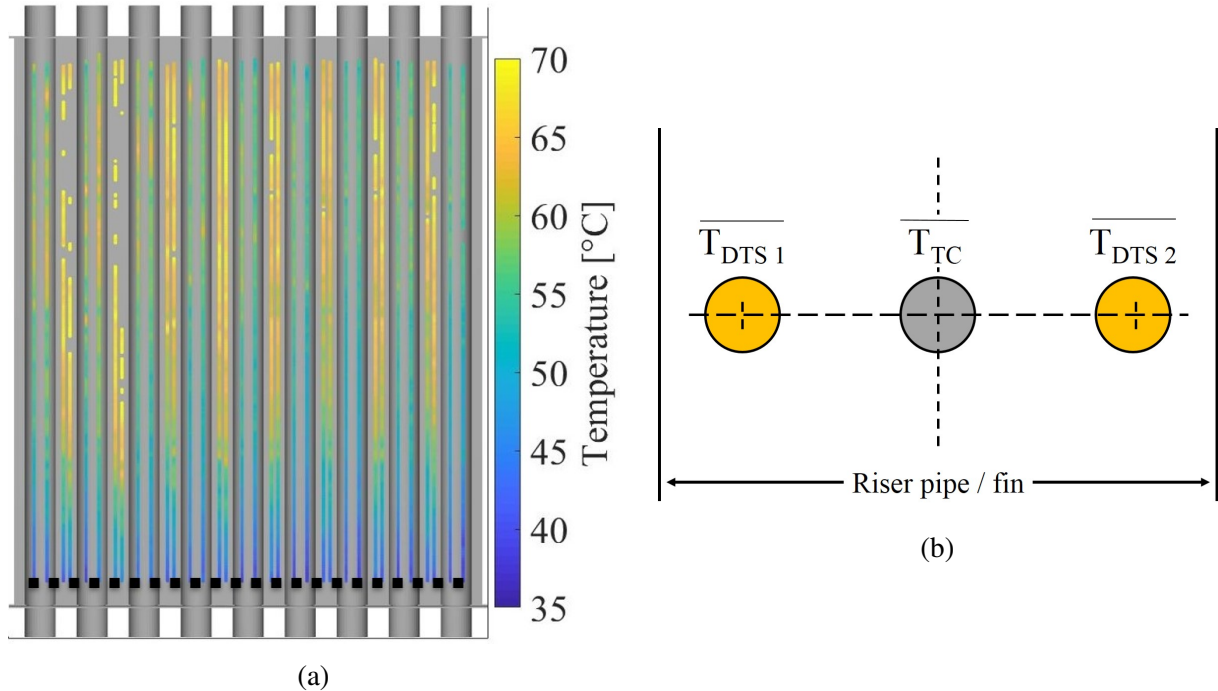 70
65
60
55
50
45
40
35
Temperature [°C]
(a)
T_DTS 1
T_TC
T_DTS 2
Riser pipe / fin
(b)